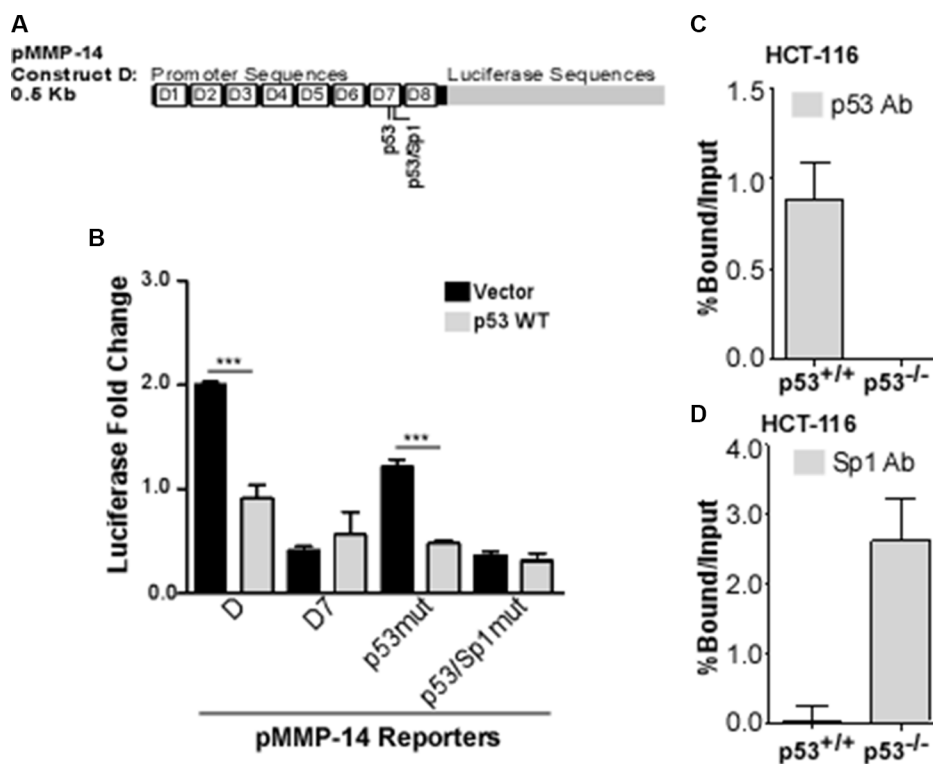 A
pMMP-14
Construct D:
0.5 Kb
Promoter Sequences
Luciferase Sequences
D1 D2 D3 D4 D5 D6 D7 D8
p53
p53/Sp1
B
Luciferase Fold Change
3.0
2.0
1.0
0.0
Vector
p53 WT
***
***
D
D7
p53mut
p53/Sp1mut
pMMP-14 Reporters
C
HCT-116
p53 Ab
%Bound/Input
1.5
1.0
0.5
0.0
p53+/+ p53-/-
D
HCT-116
Sp1 Ab
%Bound/Input
4.0
3.0
2.0
1.0
0.0
p53+/+ p53-/-